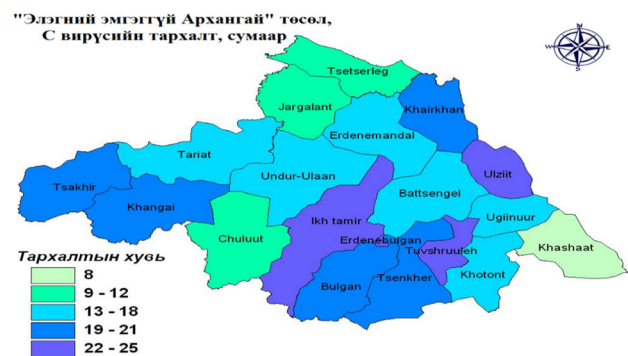 "Элэгний эмгэггүй Архангай" төсөл,
С вирүсийн тархалт, сумаар
N
W
E
S
Tsetserleg
Jargalant
Khairkhan
Erdenemandal
Tariat
Undur-Ulaan
Ulziit
Tsakhir
Battsengel
Khangai
Ikh tamir
Ugiinuur
Chuluut
Erdenebulgan
Khashaat
Tuvshruuleh
Bulgan
Tsenkher
Khotont
Тархалтын хувь
8
9 - 12
13 - 18
19 - 21
22 - 25